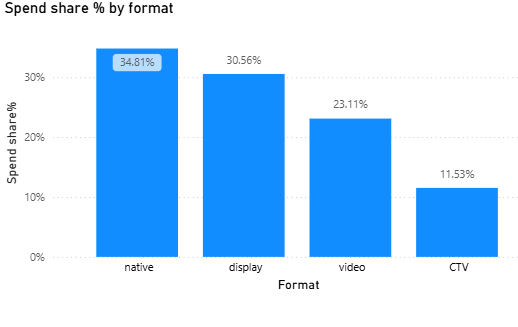 Spend share % by format
Spend share%
30%
20%
10%
0%
34.81%
30.56%
23.11%
11.53%
native
display
video
CTV
Format